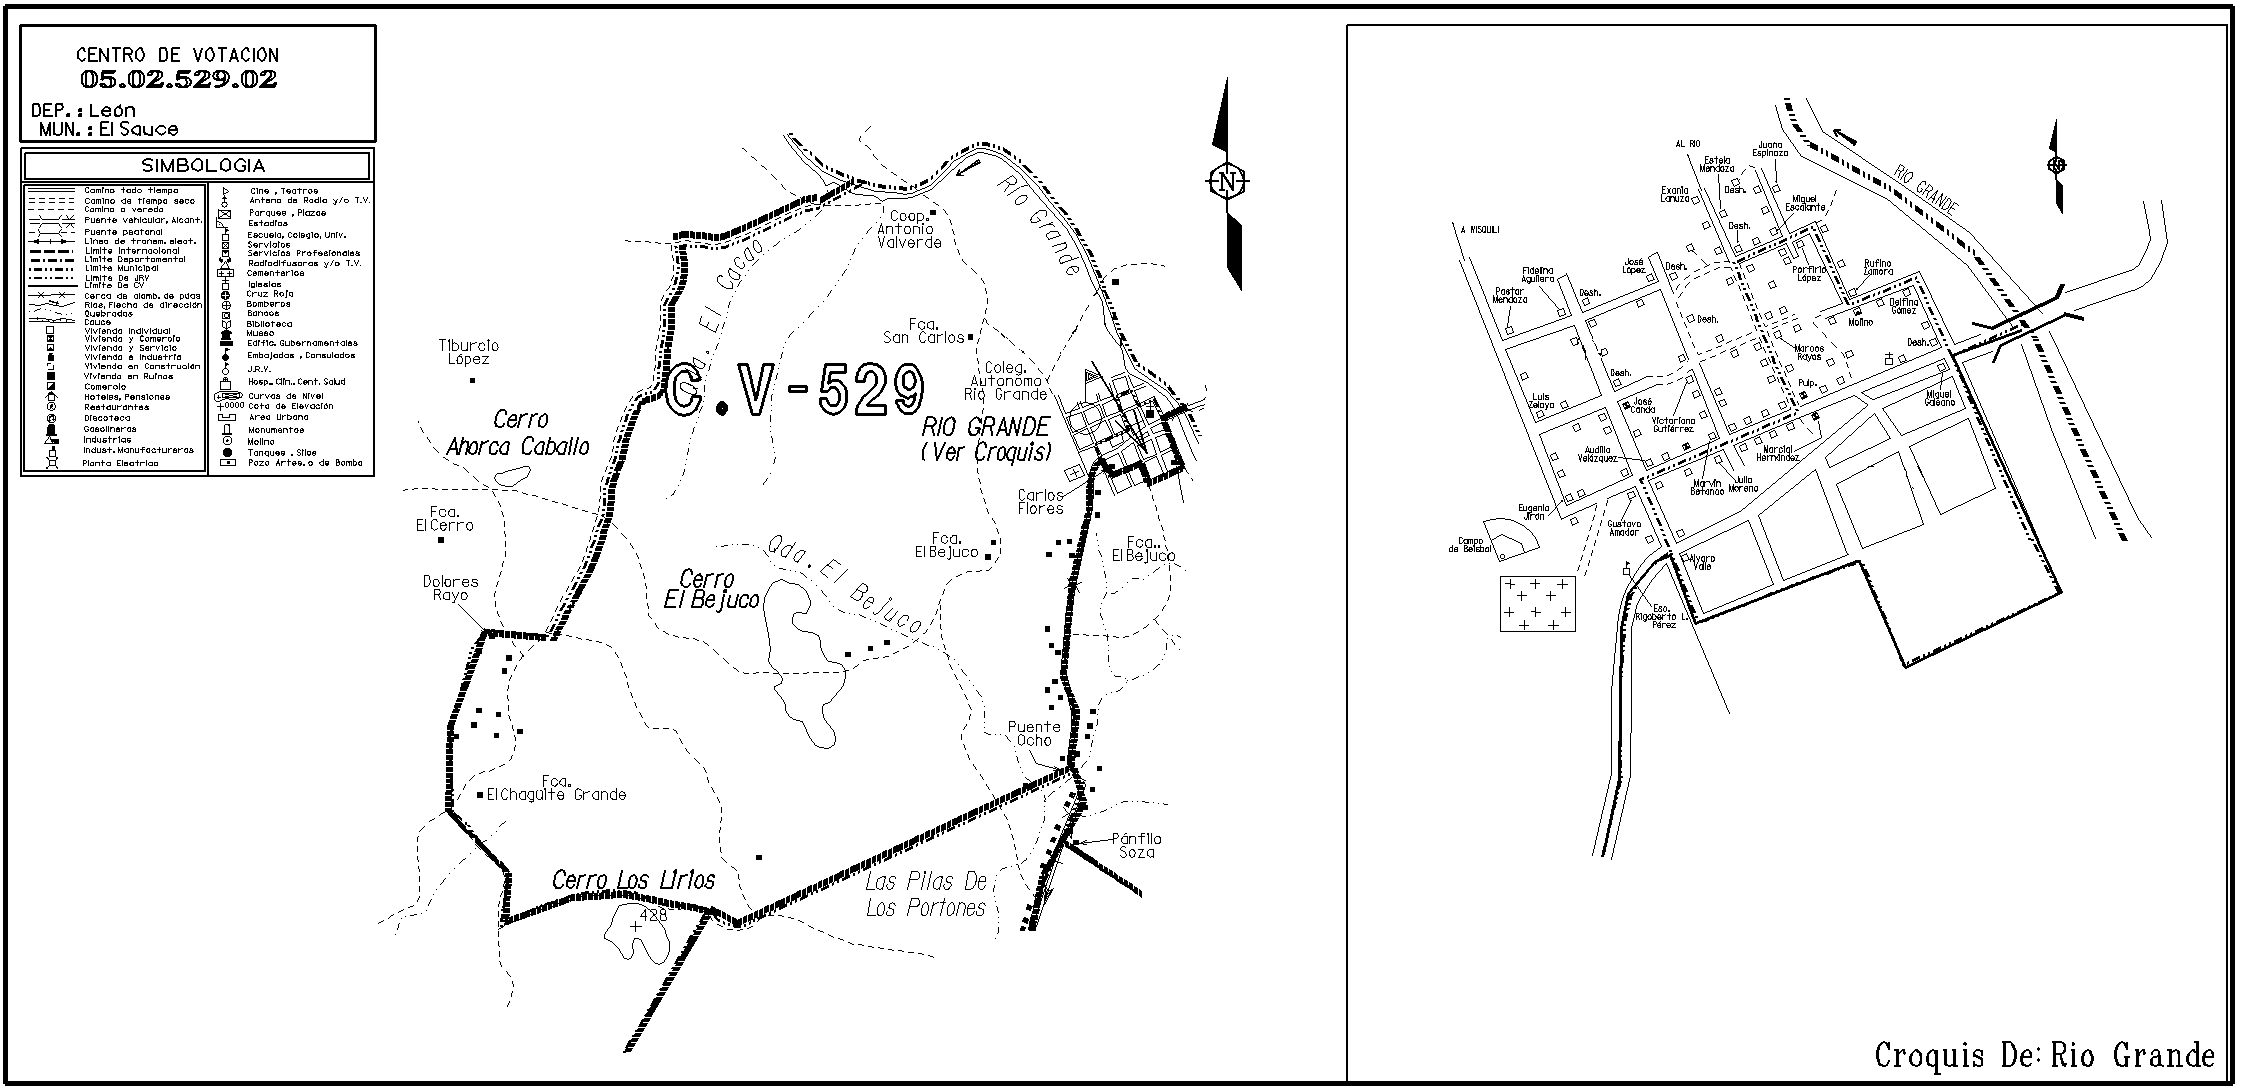 CENTRO DE VOTACION
05.02.529.02
DEP.: León
MUN.: El Sauce
SIMBOLOGIA
Camino todo tiempo
Camino de tiempo seco
Camino o vereda
Puente vehicular, Alcant.
Puente peatonal
Linea de transm. elect.
Limite Internacional
Limite Departamental
Limite Municipal
Limite De JRV
Limite De CV
Cerca de alamb. de puas
Rios, Flecha de dirección
Quebradas
Cauce
Vivienda Individual
Vivienda y Comercio
Vivienda y Servicio
Vivienda e Industria
Vivienda en Construción
Vivienda en Ruinas
Comercio
Hoteles, Pensiones
Restaurantes
Discoteca
Gasolineras
Industrias
Indust. Manufactureras
Planta Electrica
Cine , Teatros
Antena de Radio y/o T.V.
Parques , Plazas
Estadios
Escuela, Colegio, Univ.
Servicios
Servicios Profesionales
Radiodifusoras y/o T.V.
Cementerios
Iglesias
Cruz Roja
Bomberos
Bancos
Biblioteca
Museo
Edific. Gubernamentales
Embajadas , Consulados
J.R.V.
Hosp., Clin., Cent. Salud
Curvas de Nivel
+0000 Cota de Elevación
Area Urbana
Monumentos
Molino
Tanques , Silos
Pozo Artes. o de Bomba
N
Río Grande
Coop.
Antonio
Valverde
Qda. El Cacao
Fca.
San Carlos
Tiburcio
López
C.V-529
Coleg.
Autonomo
Rio Grande
Cerro
Ahorca Caballo
RIO GRANDE
(Ver Croquis)
Carlos
Flores
Fca.
El Cerro
Fca.
El Bejuco
Fca..
El Bejuco
Qda. El Bejuco
Dolores
Rayo
Cerro
El Bejuco
Puente
Ocho
Fca.
El Chagüite Grande
Pánfilo
Soza
Cerro Los Lirios
428
Las Pilas De
Los Portones
AL RIO
Juana
Espinoza
Estela
Mendoza
Desh.
Exania
Lanuza
Miguel
Escalante
RIO GRANDE
A MISQUILI
Desh.
José
López
Desh.
Porfirio
López
Rufino
Zamora
Fidelina
Aguilera
Pastor
Mendoza
Desh.
Delfina
Gómez
Desh.
Molino
Marcos
Rayos
Desh.
Desh.
Pulp.
Luis
Zelaya
José
Canda
Victoriano
Gutiérrez
Miguel
Galeano
Audilia
Velázquez
Marcial
Hernández
Marvin
Betanco
Julio
Moreno
Eugenia
Jirón
Gustavo
Amador
Campo
de Beisbol
Alvaro
Valle
Esc.
Rigoberto L.
Pérez
Croquis De: Rio Grande